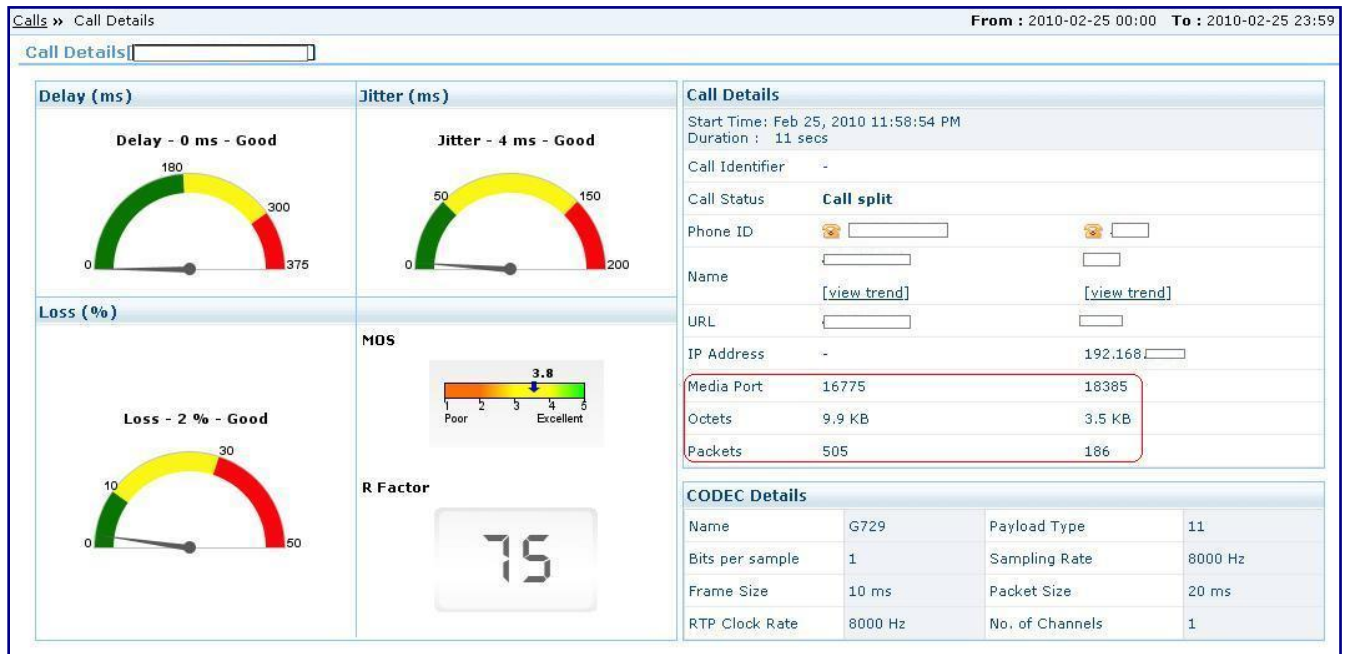 Calls » Call Details From : 2010-02-25 00:00 To : 2010-02-25 23:59
Call Details[ ]
Delay (ms)
Delay - 0 ms - Good
180
300
0
375
Jitter (ms)
Jitter - 4 ms - Good
50
150
0
200
Loss (%)
Loss - 2 % - Good
30
10
0
50
MOS
3.8
1 2 3 4 5
Poor Excellent
R Factor
75
Call Details
Start Time: Feb 25, 2010 11:58:54 PM
Duration : 11 secs
Call Identifier -
Call Status Call split
Phone ID
Name
[view trend] [view trend]
URL
IP Address - 192.168.
Media Port 16775 18385
Octets 9.9 KB 3.5 KB
Packets 505 186
CODEC Details
Name G729 Payload Type 11
Bits per sample 1 Sampling Rate 8000 Hz
Frame Size 10 ms Packet Size 20 ms
RTP Clock Rate 8000 Hz No. of Channels 1